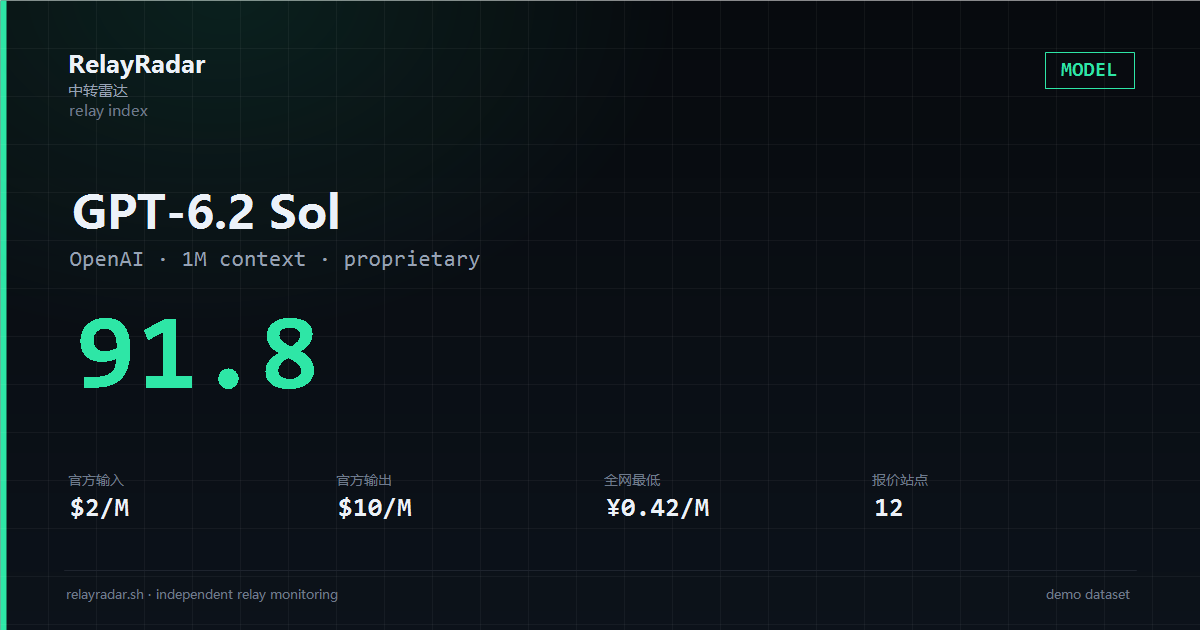 RelayRadar
中转雷达
relay index
MODEL
GPT-6.2 Sol
OpenAI · 1M context · proprietary
91.8
官方输入
$2/M
官方输出
$10/M
全网最低
¥0.42/M
报价站点
12
relayradar.sh · independent relay monitoring
demo dataset